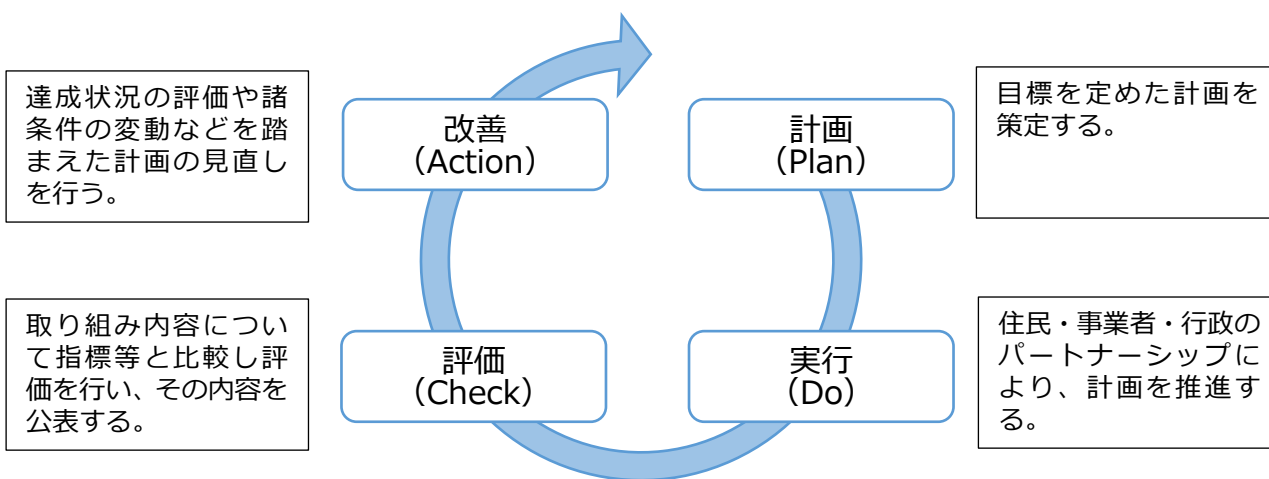 達成状況の評価や諸
条件の変動などを踏
まえた計画の見直し
を行う。
改善
（Action）
計画
（Plan）
目標を定めた計画を
策定する。
取り組み内容につい
て指標等と比較し評
価を行い、その内容を
公表する。
評価
（Check）
実行
（Do）
住民・事業者・行政の
パートナーシップに
より、計画を推進す
る。